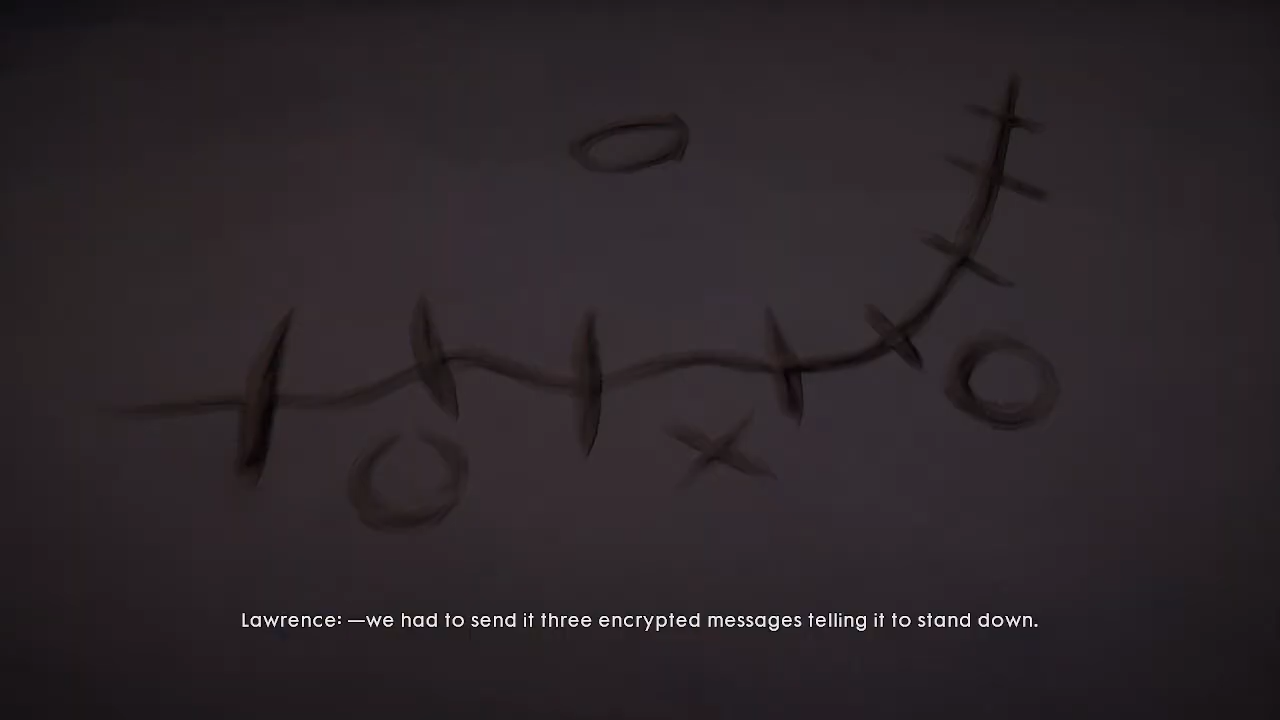 Lawrence: —we had to send it three encrypted messages telling it to stand down.